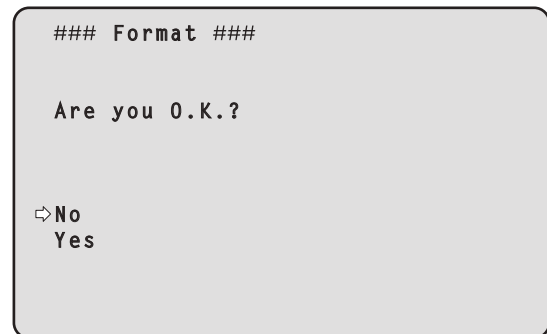 ### Format ###
Are you O.K.?
⇨No
Yes